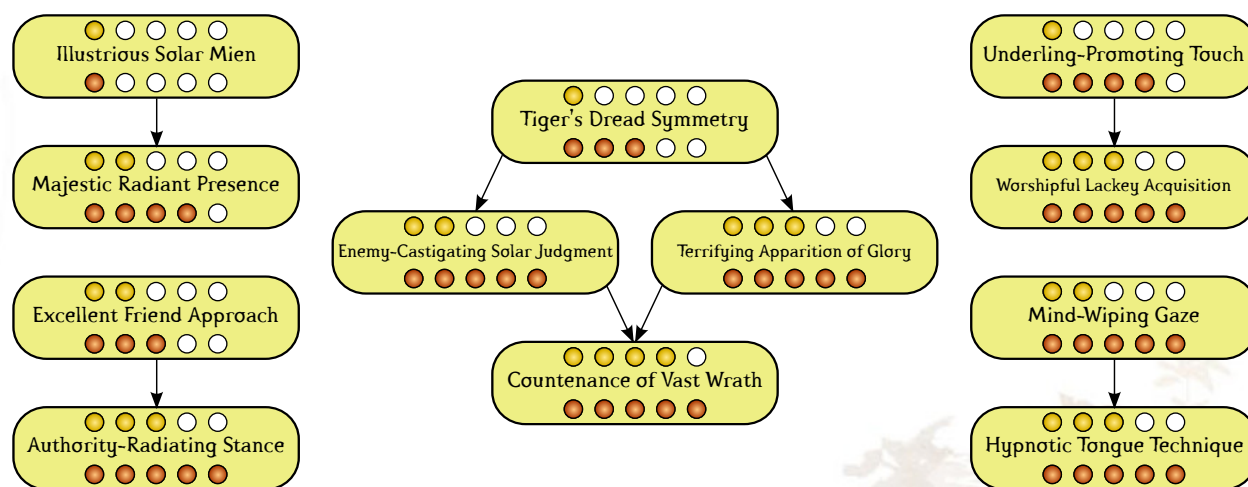 Illustrious Solar Mien
Majestic Radiant Presence
Excellent Friend Approach
Authority-Radiating Stance
Tiger's Dread Symmetry
Enemy-Castigating Solar Judgment
Terrifying Apparition of Glory
Countenance of Vast Wrath
Underling-Promoting Touch
Worshipful Lackey Acquisition
Mind-Wiping Gaze
Hypnotic Tongue Technique